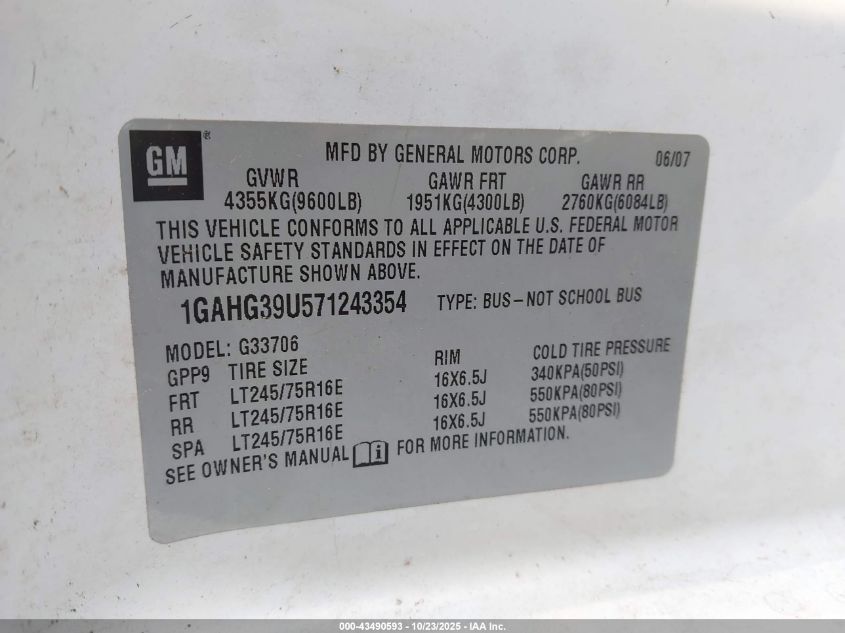 GM®
MFD BY GENERAL MOTORS CORP. 06/07
GVWR GAWR FRT GAWR RR
4355KG(9600LB) 1951KG(4300LB) 2760KG(6084LB)
THIS VEHICLE CONFORMS TO ALL APPLICABLE U.S. FEDERAL MOTOR
VEHICLE SAFETY STANDARDS IN EFFECT ON THE DATE OF
MANUFACTURE SHOWN ABOVE.
1GAHG39U571243354 TYPE: BUS-NOT SCHOOL BUS
MODEL: G33706
GPP9 TIRE SIZE RIM COLD TIRE PRESSURE
FRT LT245/75R16E 16X6.5J 340KPA(50PSI)
RR LT245/75R16E 16X6.5J 550KPA(80PSI)
SPA LT245/75R16E 16X6.5J 550KPA(80PSI)
SEE OWNER'S MANUAL i FOR MORE INFORMATION.
000-43490593 - 10/23/2025 - IAA Inc.